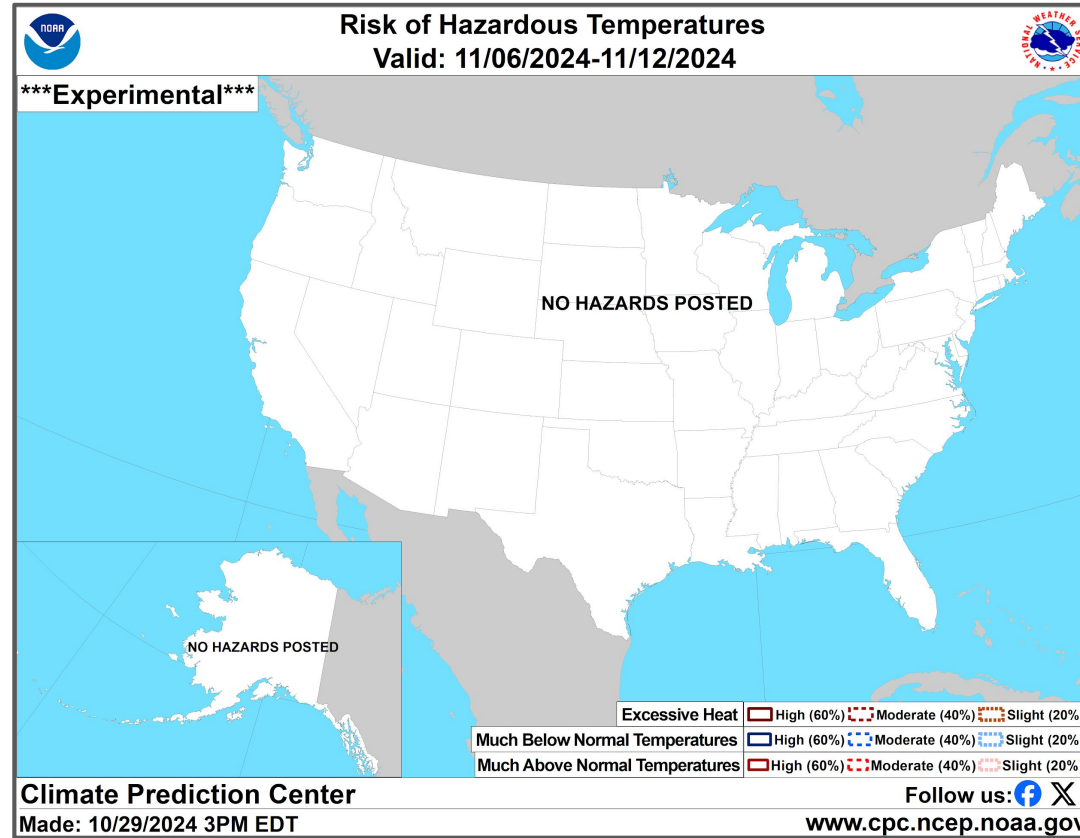 NOAA
Risk of Hazardous Temperatures
Valid: 11/06/2024-11/12/2024
NATIONAL WEATHER SERVICE
***Experimental***
NO HAZARDS POSTED
NO HAZARDS POSTED
Excessive Heat High (60%) Moderate (40%) Slight (20%
Much Below Normal Temperatures High (60%) Moderate (40%) Slight (20%
Much Above Normal Temperatures High (60%) Moderate (40%) Slight (20%
Climate Prediction Center
Follow us:
Made: 10/29/2024 3PM EDT
www.cpc.ncep.noaa.gov